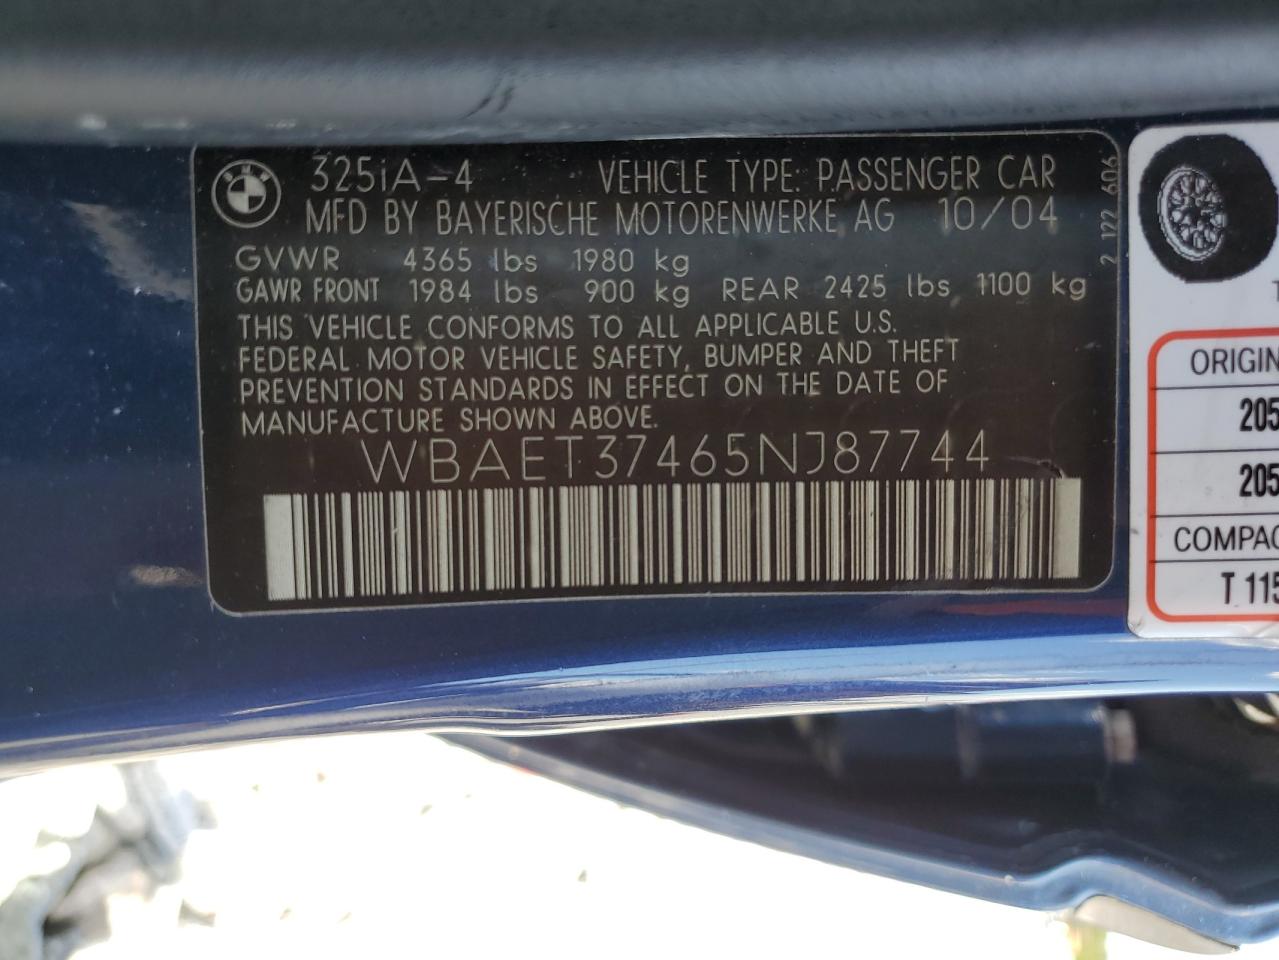 BMW
325iA-4 VEHICLE TYPE: PASSENGER CAR
MFD BY BAYERISCHE MOTORENWERKE AG 10/04
GVWR 4365 lbs 1980 kg
GAWR FRONT 1984 lbs 900 kg REAR 2425 lbs 1100 kg
THIS VEHICLE CONFORMS TO ALL APPLICABLE U.S.
FEDERAL MOTOR VEHICLE SAFETY, BUMPER AND THEFT
PREVENTION STANDARDS IN EFFECT ON THE DATE OF
MANUFACTURE SHOWN ABOVE.
WBAET37465NJ87744
2 122 606
T
ORIGIN
205
205
COMPAC
T 115